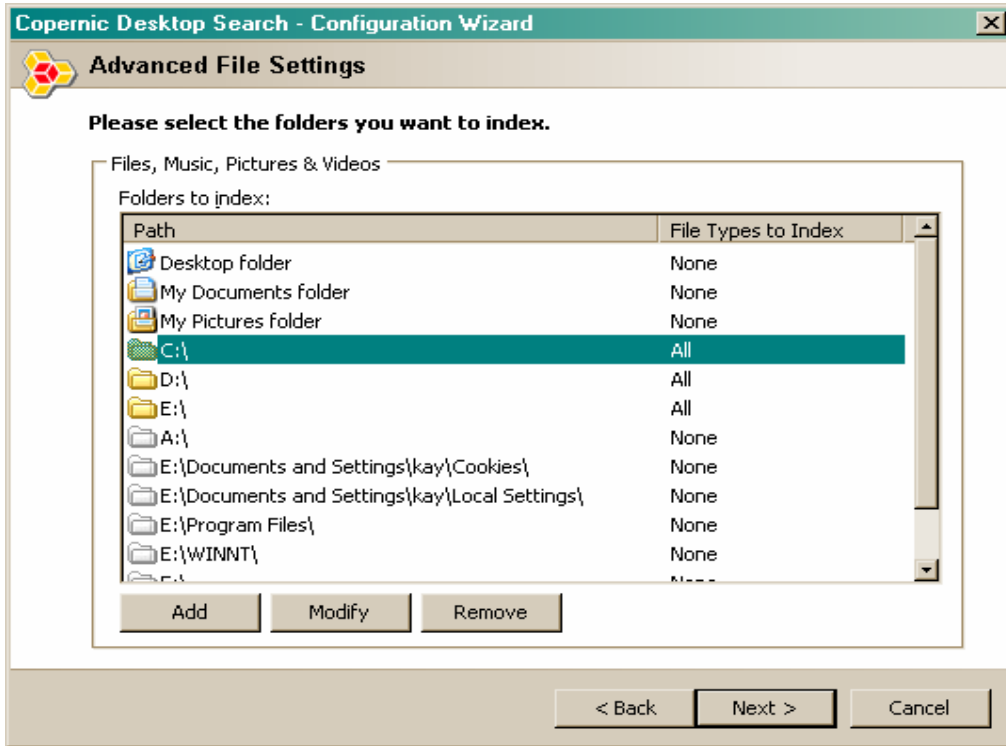 Copernic Desktop Search - Configuration Wizard
Advanced File Settings
Please select the folders you want to index.
Files, Music, Pictures & Videos
Folders to index:
Path File Types to Index
Desktop folder None
My Documents folder None
My Pictures folder None
C:\ All
D:\ All
E:\ All
A:\ None
E:\Documents and Settings\kay\Cookies\ None
E:\Documents and Settings\kay\Local Settings\ None
E:\Program Files\ None
E:\WINNT\ None
None
Add Modify Remove
< Back Next > Cancel